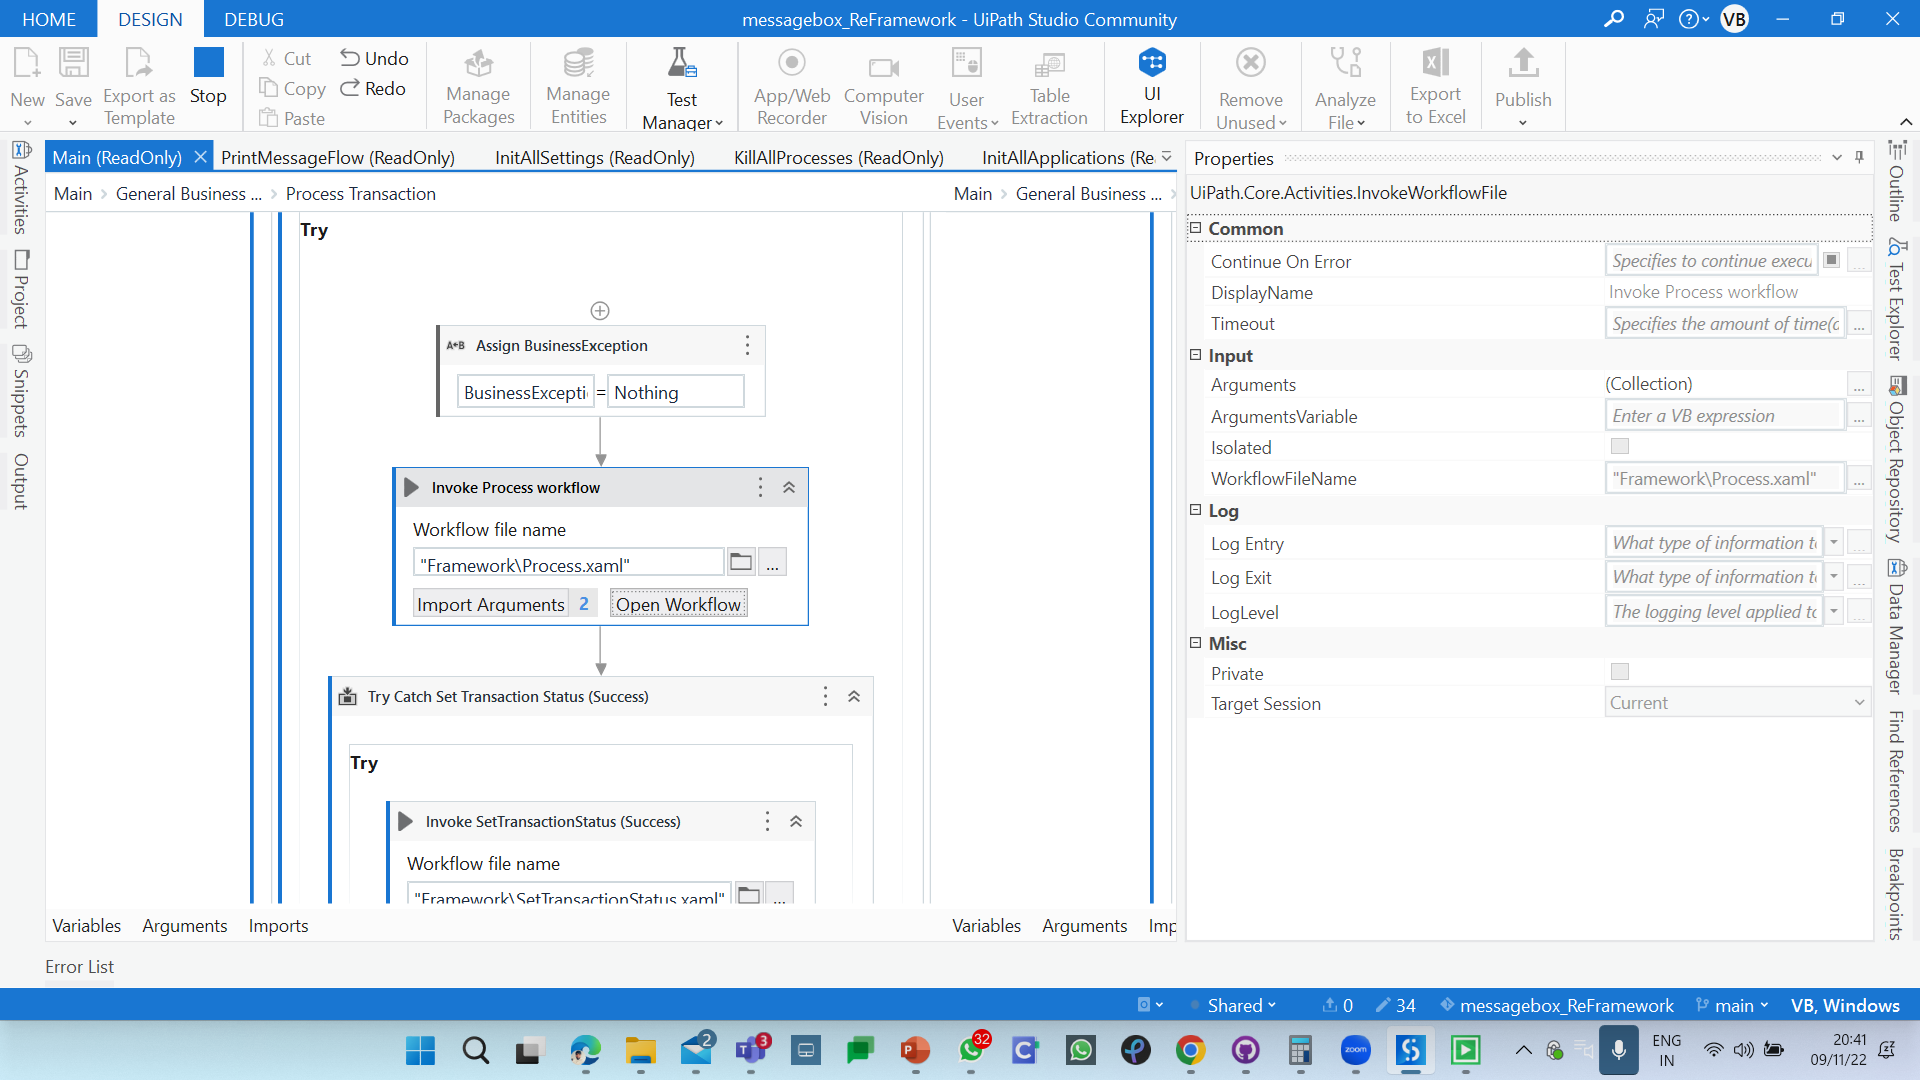 HOME DESIGN DEBUG
messagebox_ReFramework - UiPath Studio Community
VB
New
Save
Export as
Template
Stop
Cut
Copy
Paste
Undo
Redo
Manage
Packages
Manage
Entities
Test
Manager
App/Web
Recorder
Computer
Vision
User
Events
Table
Extraction
UI
Explorer
Remove
Unused
Analyze
File
Export
to Excel
Publish
Main (ReadOnly) PrintMessageFlow (ReadOnly) InitAllSettings (ReadOnly) KillAllProcesses (ReadOnly) InitAllApplications (Re
Main General Business ... Process Transaction
Main General Business ...
Activities
Project
Snippets
Output
Try
A+B Assign BusinessException
BusinessExcepti = Nothing
Invoke Process workflow
Workflow file name
"Framework\Process.xaml"
...
Import Arguments 2 Open Workflow
Try Catch Set Transaction Status (Success)
Try
Invoke SetTransactionStatus (Success)
Workflow file name
"Framework\SetTransactionStatus.xaml"
...
Variables Arguments Imports
Variables Arguments Imp
Error List
Properties
UiPath.Core.Activities.InvokeWorkflowFile
Common
Continue On Error Specifies to continue execu ...
DisplayName Invoke Process workflow
Timeout Specifies the amount of time(c ...
Input
Arguments (Collection) ...
ArgumentsVariable Enter a VB expression ...
Isolated
WorkflowFileName "Framework\Process.xaml" ...
Log
Log Entry What type of information t ...
Log Exit What type of information t ...
LogLevel The logging level applied to ...
Misc
Private
Target Session Current
Outline
Test Explorer
Object Repository
Data Manager
Find References
Breakpoints
Shared 0 34 messagebox_ReFramework main VB, Windows
2
3
32
zoom
ENG
IN
20:41
09/11/22